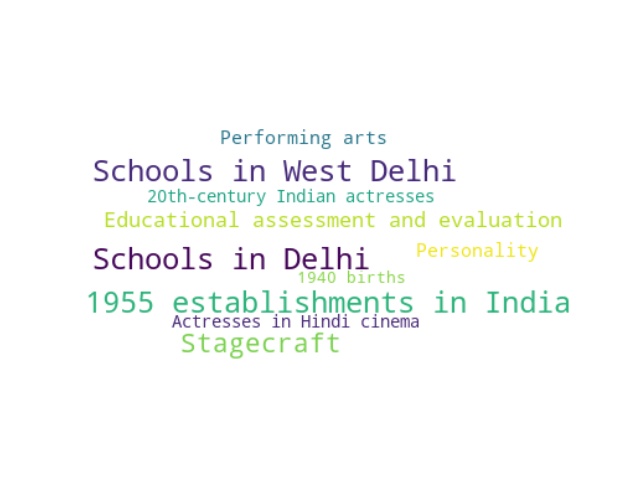 Performing arts
Schools in West Delhi
20th-century Indian actresses
Educational assessment and evaluation
Personality
Schools in Delhi
1940 births
1955 establishments in India
Actresses in Hindi cinema
Stagecraft